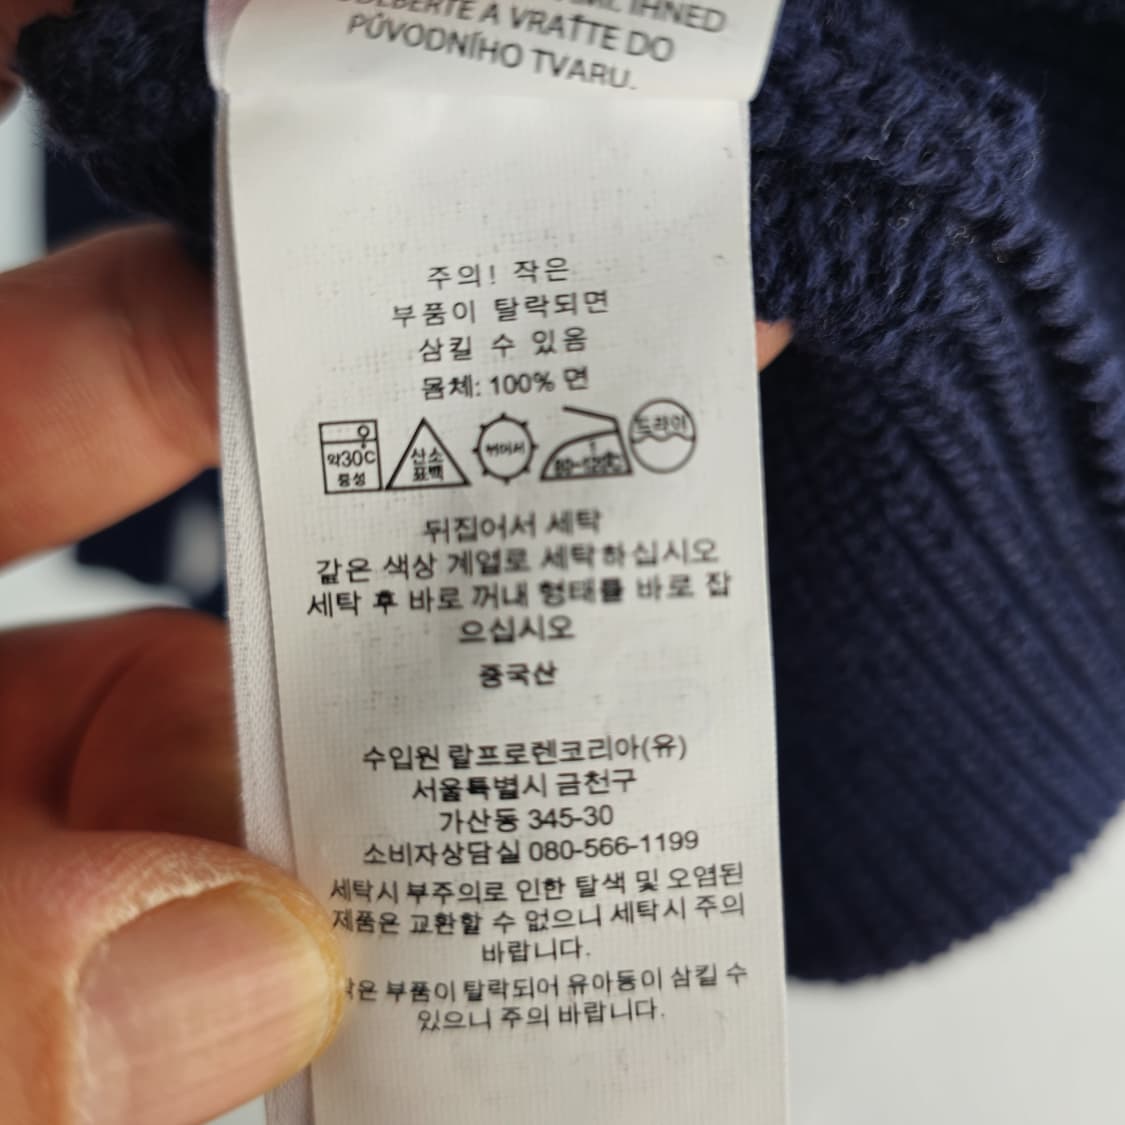 IHNED
ODEBERTE A VRAŤTE DO
PŮVODNÍHO TVARU.
주의! 작은
부품이 탈락되면
삼킬 수 있음
몸체: 100% 면
약30C
중성
산소
표백
뉘어서
80-120℃
드라이
뒤집어서 세탁
같은 색상 계열로 세탁하십시오
세탁 후 바로 꺼내 형태를 바로 잡
으십시오
중국산
수입원 랄프로렌코리아(유)
서울특별시 금천구
가산동 345-30
소비자상담실 080-566-1199
세탁시 부주의로 인한 탈색 및 오염된
제품은 교환할 수 없으니 세탁시 주의
바랍니다.
작은 부품이 탈락되어 유아동이 삼킬 수
있으니 주의 바랍니다.